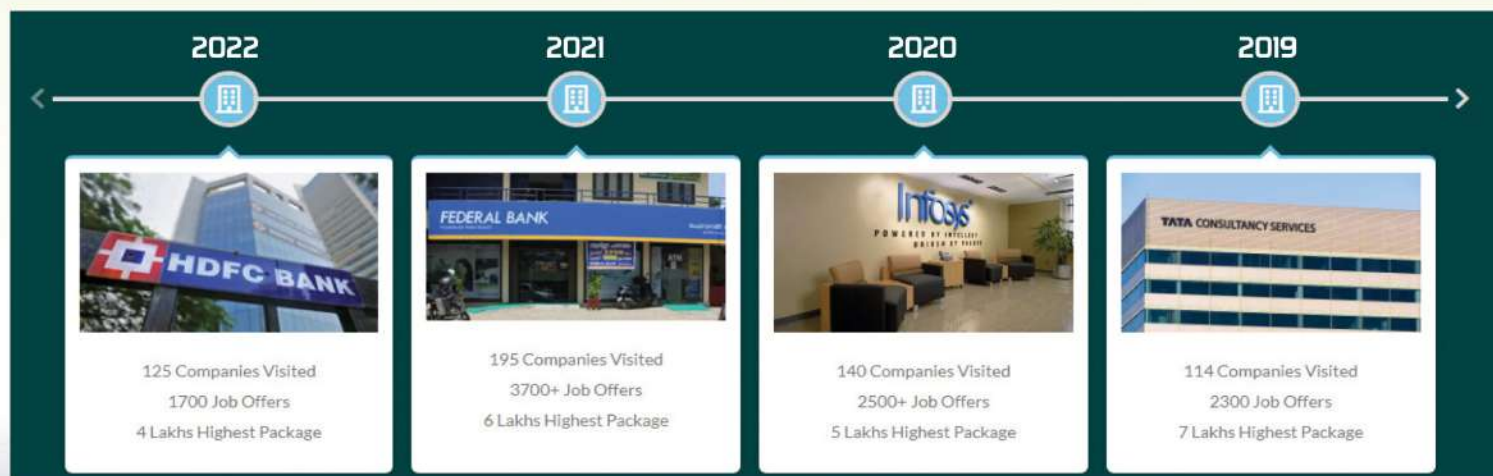 2022
2021
2020
2019
HDFC BANK
125 Companies Visited
1700 Job Offers
4 Lakhs Highest Package
FEDERAL BANK
ATM
195 Companies Visited
3700+ Job Offers
6 Lakhs Highest Package
Infosys
POWERED BY INTELLECT
DRIVEN BY VALUES
140 Companies Visited
2500+ Job Offers
5 Lakhs Highest Package
TATA CONSULTANCY SERVICES
114 Companies Visited
2300 Job Offers
7 Lakhs Highest Package